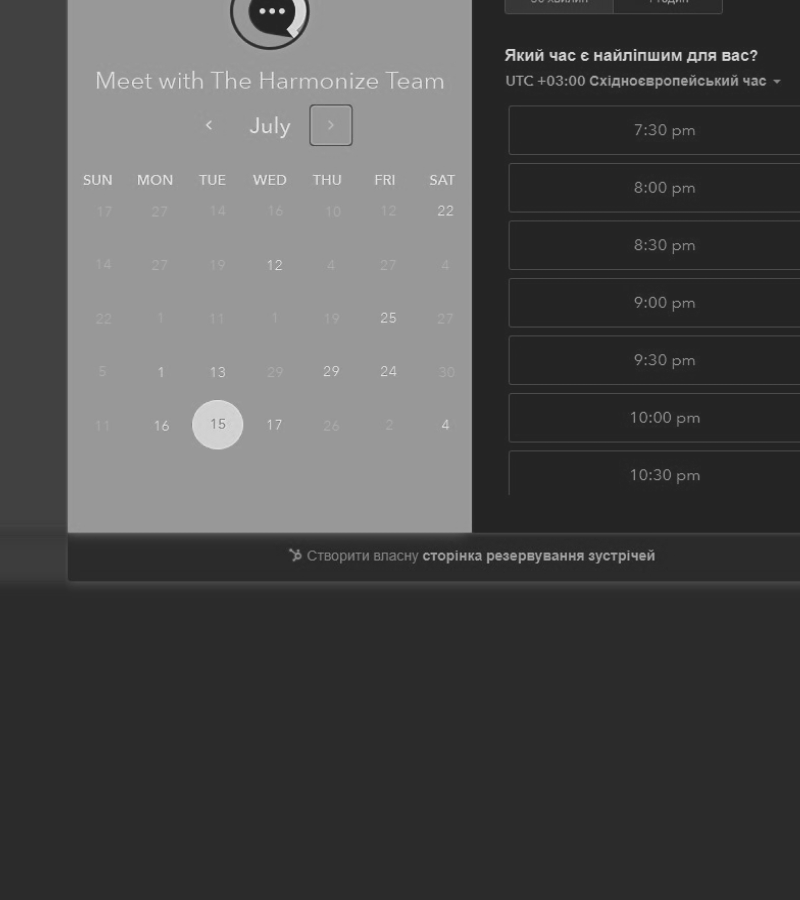 Meet with The Harmonize Team
July
SUN MON TUE WED THU FRI SAT
17 27 14 16 10 12 22
14 27 19 12 4 27 4
22 1 11 1 19 25 27
5 1 13 29 29 24 30
11 16 15 17 26 2 4
Який час є найліпшим для вас?
UTC +03:00 Східноєвропейський час
7:30 pm
8:00 pm
8:30 pm
9:00 pm
9:30 pm
10:00 pm
10:30 pm
Створити власну сторінка резервування зустрічей